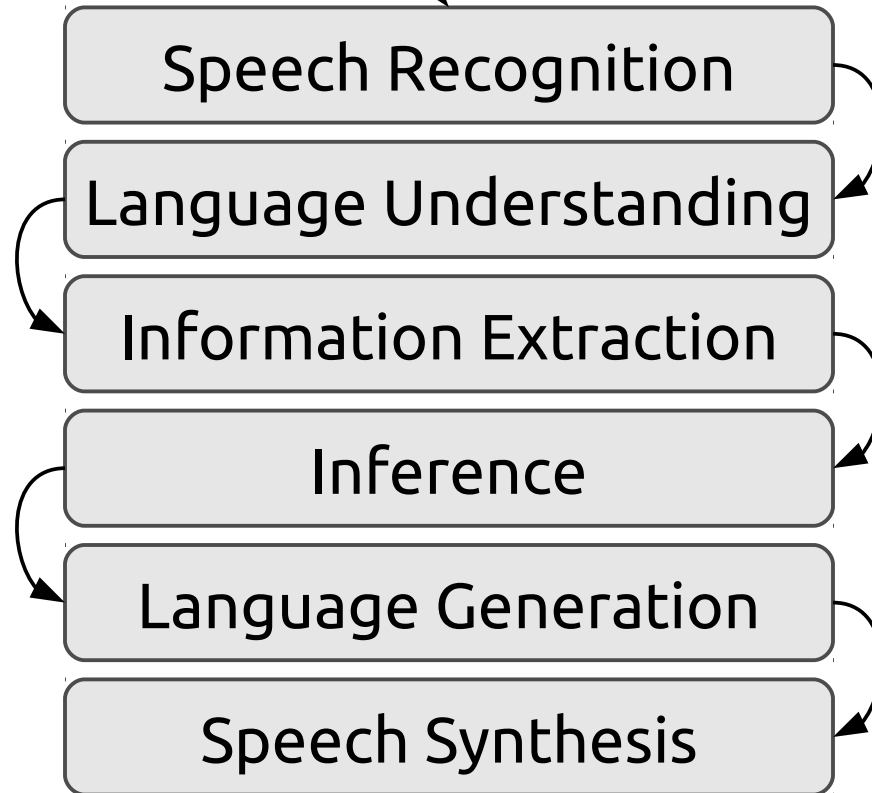 Speech Recognition
Language Understanding
Information Extraction
Inference
Language Generation
Speech Synthesis